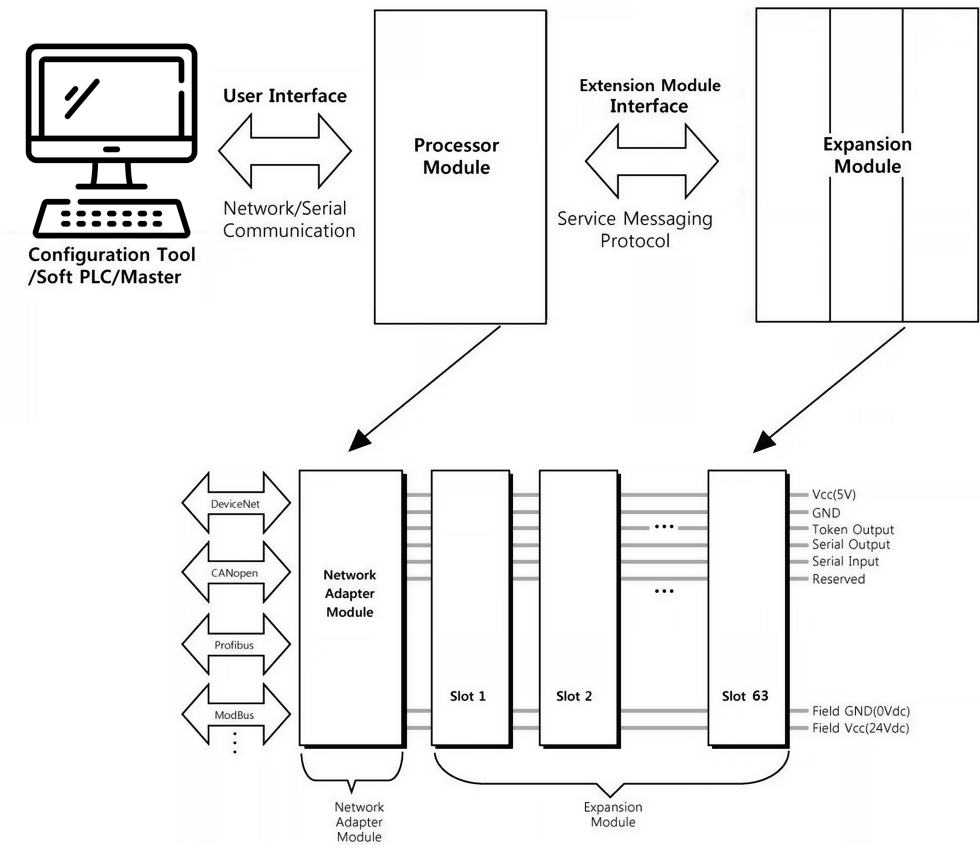 User Interface
Network/Serial
Communication
Configuration Tool
/Soft PLC/Master
Processor
Module
Extension Module
Interface
Service Messaging
Protocol
Expansion
Module
DeviceNet
CANopen
Profibus
ModBus
Network
Adapter
Module
Slot 1
Slot 2
Slot 63
...
...
Vcc(5V)
GND
Token Output
Serial Output
Serial Input
Reserved
Field GND(0Vdc)
Field Vcc(24Vdc)
Network
Adapter
Module
Expansion
Module